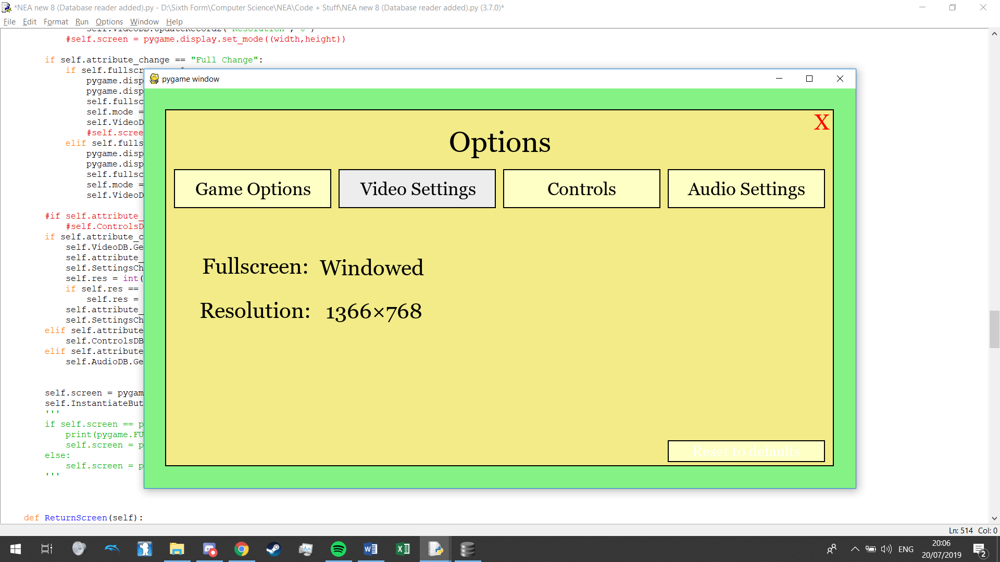 *NEA new 8 (Database reader added).py - D:\Sixth Form\Computer Science\NEA\Code + Stuff\NEA new 8 (Database reader added).py (3.7.0)*
File Edit Format Run Options Window Help
self.VideoDB.UpdateRecord2("Resolution", 0")
#self.screen = pygame.display.set_mode((width,height))
if self.attribute_change == "Full Change":
if self.fullscr
pygame.disp
pygame.disp
self.fullsc
self.mode =
self.VideoD
#self.scree
elif self.fulls
pygame.disp
pygame.disp
self.fullsc
self.mode =
self.VideoD
#if self.attribute_
#self.ControlsD
if self.attribute_c
self.VideoDB.Ge
self.attribute_
self.SettingsCh
self.res = int(
if self.res ==
self.res =
self.attribute_
self.SettingsCh
elif self.attribute
self.ControlsDB
elif self.attribute
self.AudioDB.Ge
self.screen = pygam
self.InstantiateBut
'''
if self.screen == p
print(pygame.FU
self.screen = p
else:
self.screen = p
'''
def ReturnScreen(self):
pygame window
X
Options
Game Options Video Settings Controls Audio Settings
Fullscreen: Windowed
Resolution: 1366×768
Reset to defaults
Ln: 514 Col: 0
ENG
20:06
20/07/2019
2